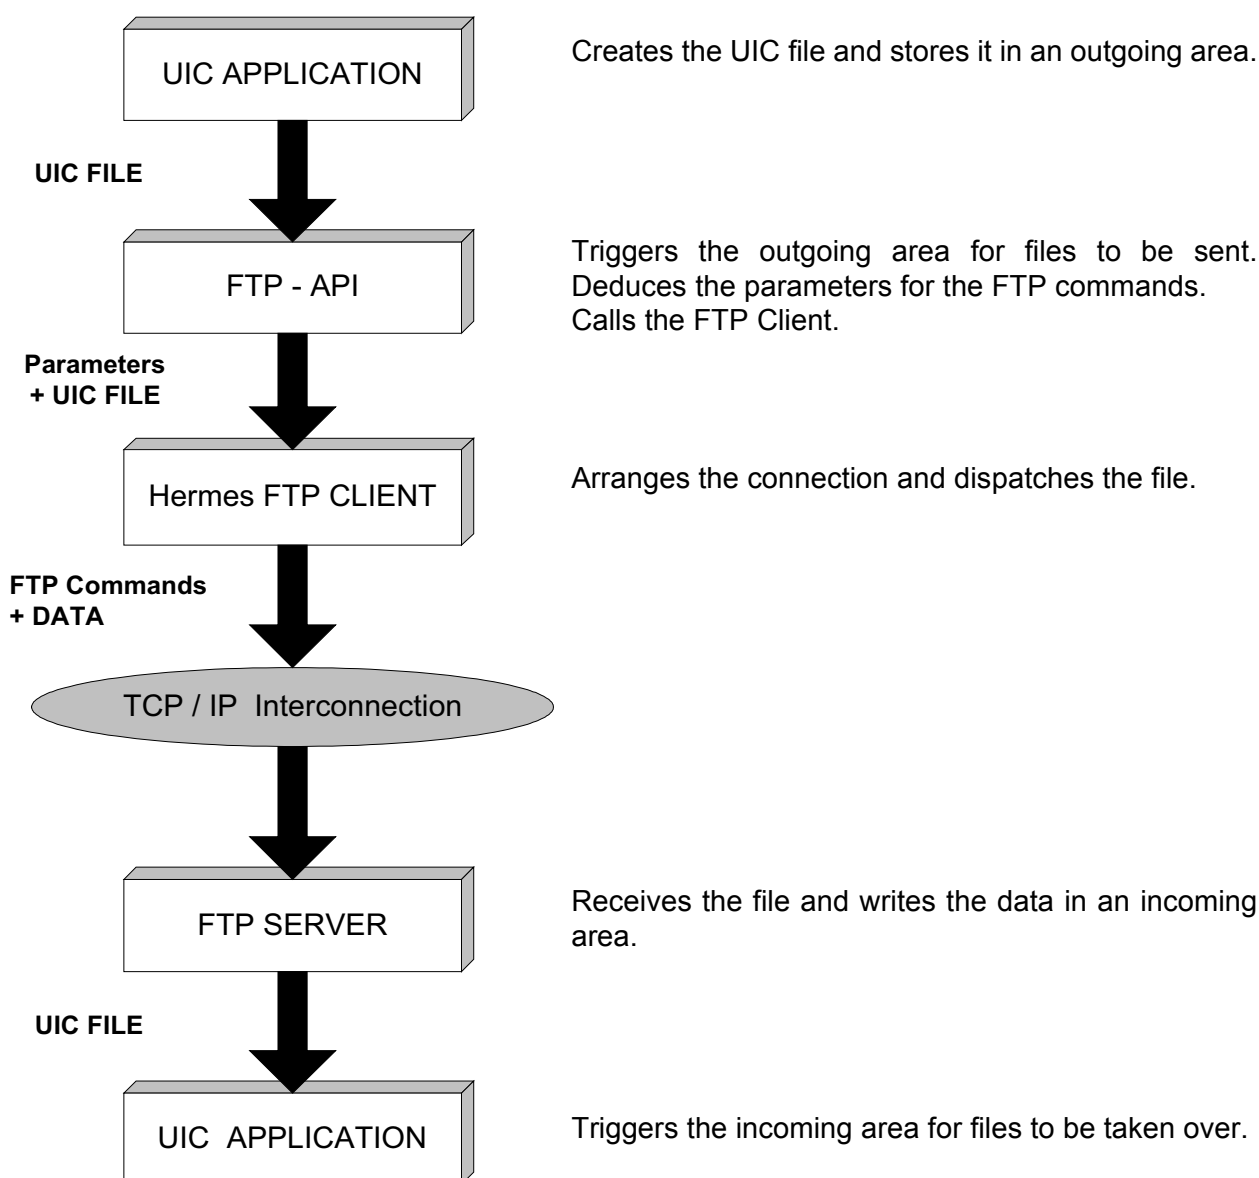 UIC APPLICATION
Creates the UIC file and stores it in an outgoing area.
UIC FILE
FTP - API
Triggers the outgoing area for files to be sent.
Deduces the parameters for the FTP commands.
Calls the FTP Client.
Parameters
+ UIC FILE
Hermes FTP CLIENT
Arranges the connection and dispatches the file.
FTP Commands
+ DATA
TCP / IP Interconnection
FTP SERVER
Receives the file and writes the data in an incoming
area.
UIC FILE
UIC APPLICATION
Triggers the incoming area for files to be taken over.